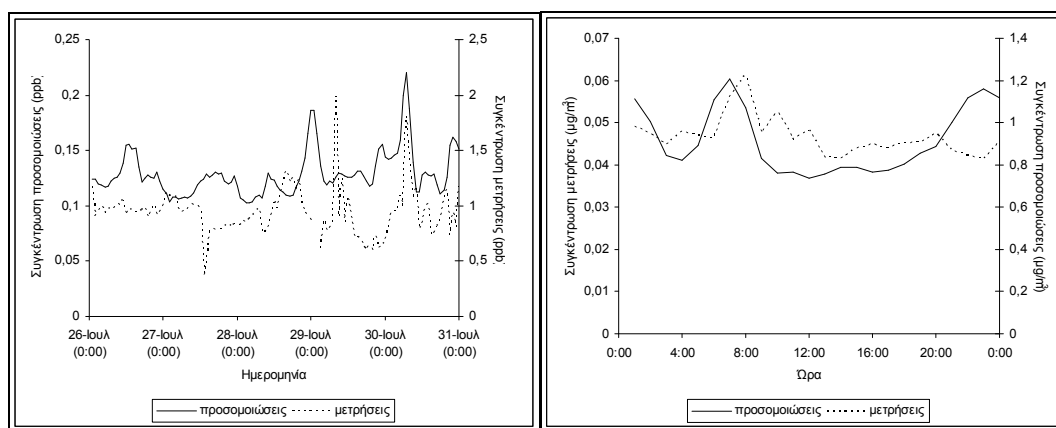 Συγκέντρωση προσομοιώσεις (ppb)
0,25
0,2
0,15
0,1
0,05
0
2,5
2
1,5
1
0,5
0
Συγκέντρωση μετρήσεις (ppb)
26-Ιουλ
(0:00)
27-Ιουλ
(0:00)
28-Ιουλ
(0:00)
29-Ιουλ
(0:00)
30-Ιουλ
(0:00)
31-Ιουλ
(0:00)
Ημερομηνία
προσομοιώσεις
μετρήσεις
Συγκέντρωση μετρήσεις (μg/m³)
0,07
0,06
0,05
0,04
0,03
0,02
0,01
0
1,4
1,2
1
0,8
0,6
0,4
0,2
0
Συγκέντρωση προσομοιώσεις (μg/m³)
0:00
4:00
8:00
12:00
16:00
20:00
0:00
Ώρα
προσομοιώσεις
μετρήσεις